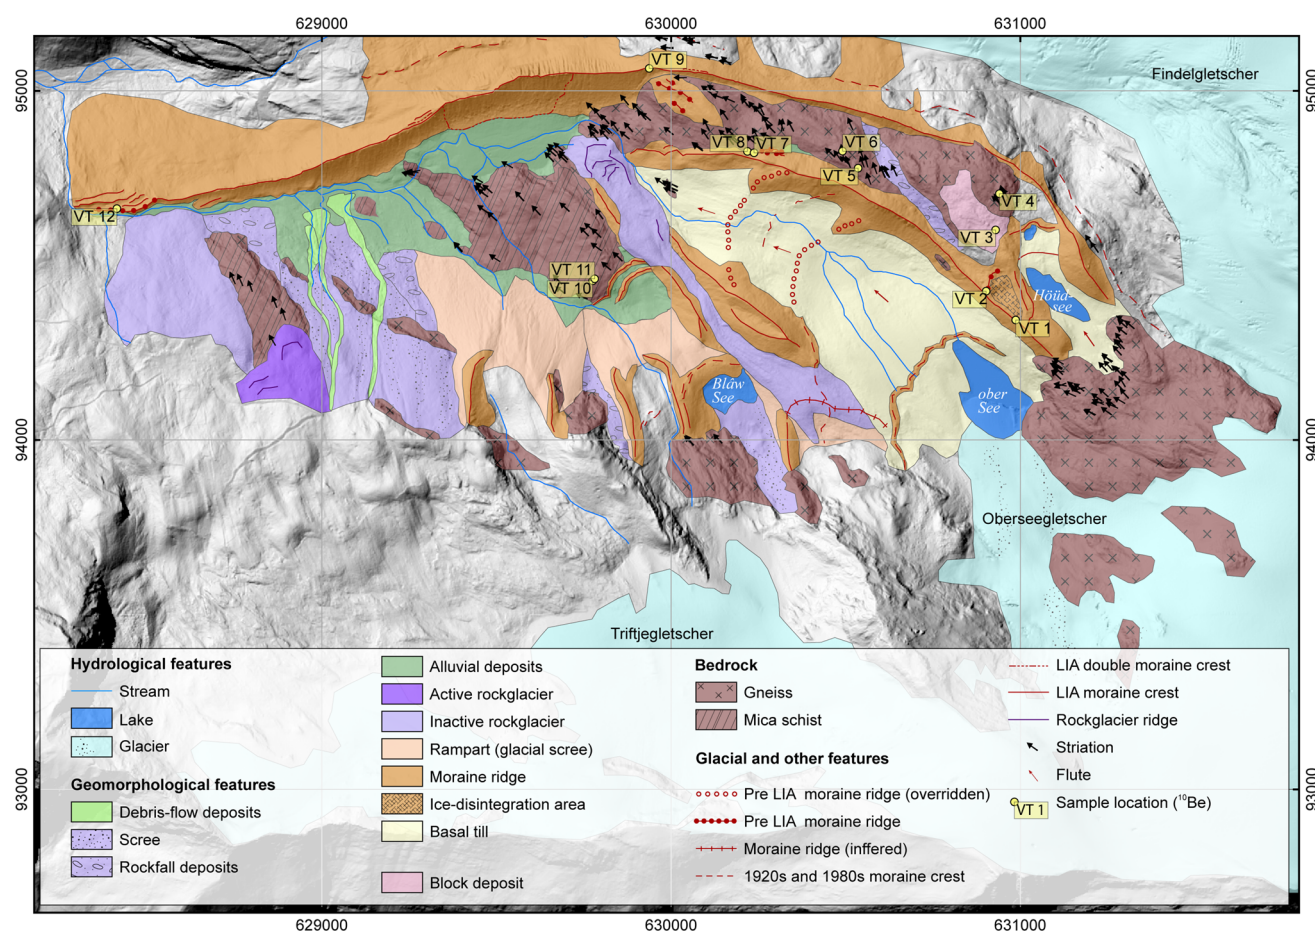 629000
630000
631000
95000
95000
Findelgletscher
VT 9
VT 8
VT 7
VT 6
VT 5
VT 4
VT 3
VT 12
VT 11
VT 10
VT 2
VT 1
Höüd-
see
Bláw
See
ober
See
94000
94000
Oberseegletscher
Triftjegletscher
93000
93000
Hydrological features
Stream
Lake
Glacier
Geomorphological features
Debris-flow deposits
Scree
Rockfall deposits
Alluvial deposits
Active rockglacier
Inactive rockglacier
Rampart (glacial scree)
Moraine ridge
Ice-disintegration area
Basal till
Block deposit
Bedrock
Gneiss
Mica schist
Glacial and other features
Pre LIA moraine ridge (overridden)
Pre LIA moraine ridge
Moraine ridge (inffered)
1920s and 1980s moraine crest
LIA double moraine crest
LIA moraine crest
Rockglacier ridge
Striation
Flute
Sample location (¹⁰Be)
VT 1
629000
630000
631000